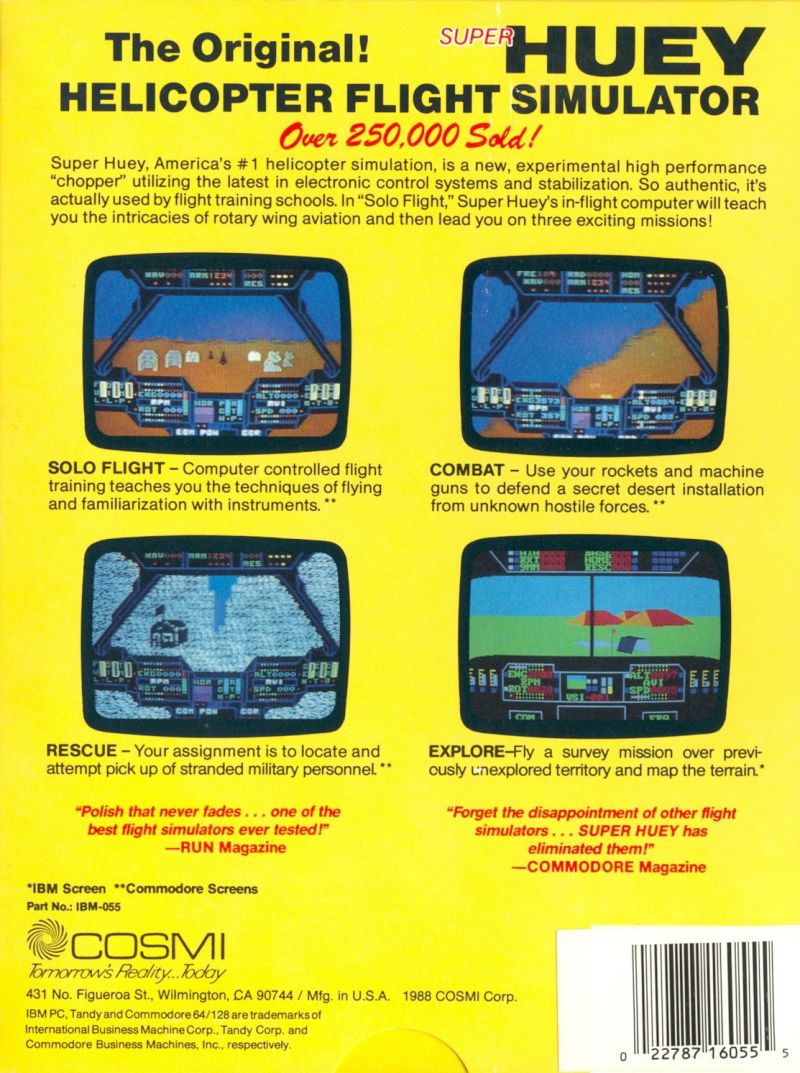 The Original!
SUPER HUEY
HELICOPTER FLIGHT SIMULATOR
Over 250,000 Sold!
Super Huey, America's #1 helicopter simulation, is a new, experimental high performance
"chopper" utilizing the latest in electronic control systems and stabilization. So authentic, it's
actually used by flight training schools. In "Solo Flight," Super Huey's in-flight computer will teach
you the intricacies of rotary wing aviation and then lead you on three exciting missions!
SOLO FLIGHT – Computer controlled flight
training teaches you the techniques of flying
and familiarization with instruments.**
COMBAT – Use your rockets and machine
guns to defend a secret desert installation
from unknown hostile forces.**
RESCUE – Your assignment is to locate and
attempt pick up of stranded military personnel.**
EXPLORE–Fly a survey mission over previ-
ously unexplored territory and map the terrain.*
"Polish that never fades . . . one of the
best flight simulators ever tested!"
—RUN Magazine
"Forget the disappointment of other flight
simulators . . . SUPER HUEY has
eliminated them!"
—COMMODORE Magazine
*IBM Screen **Commodore Screens
Part No.: IBM-055
COSMI
Tomorrow's Reality...Today
431 No. Figueroa St., Wilmington, CA 90744 / Mfg. in U.S.A. 1988 COSMI Corp.
IBM PC, Tandy and Commodore 64/128 are trademarks of
International Business Machine Corp., Tandy Corp. and
Commodore Business Machines, Inc., respectively.
0 22787 16055 5